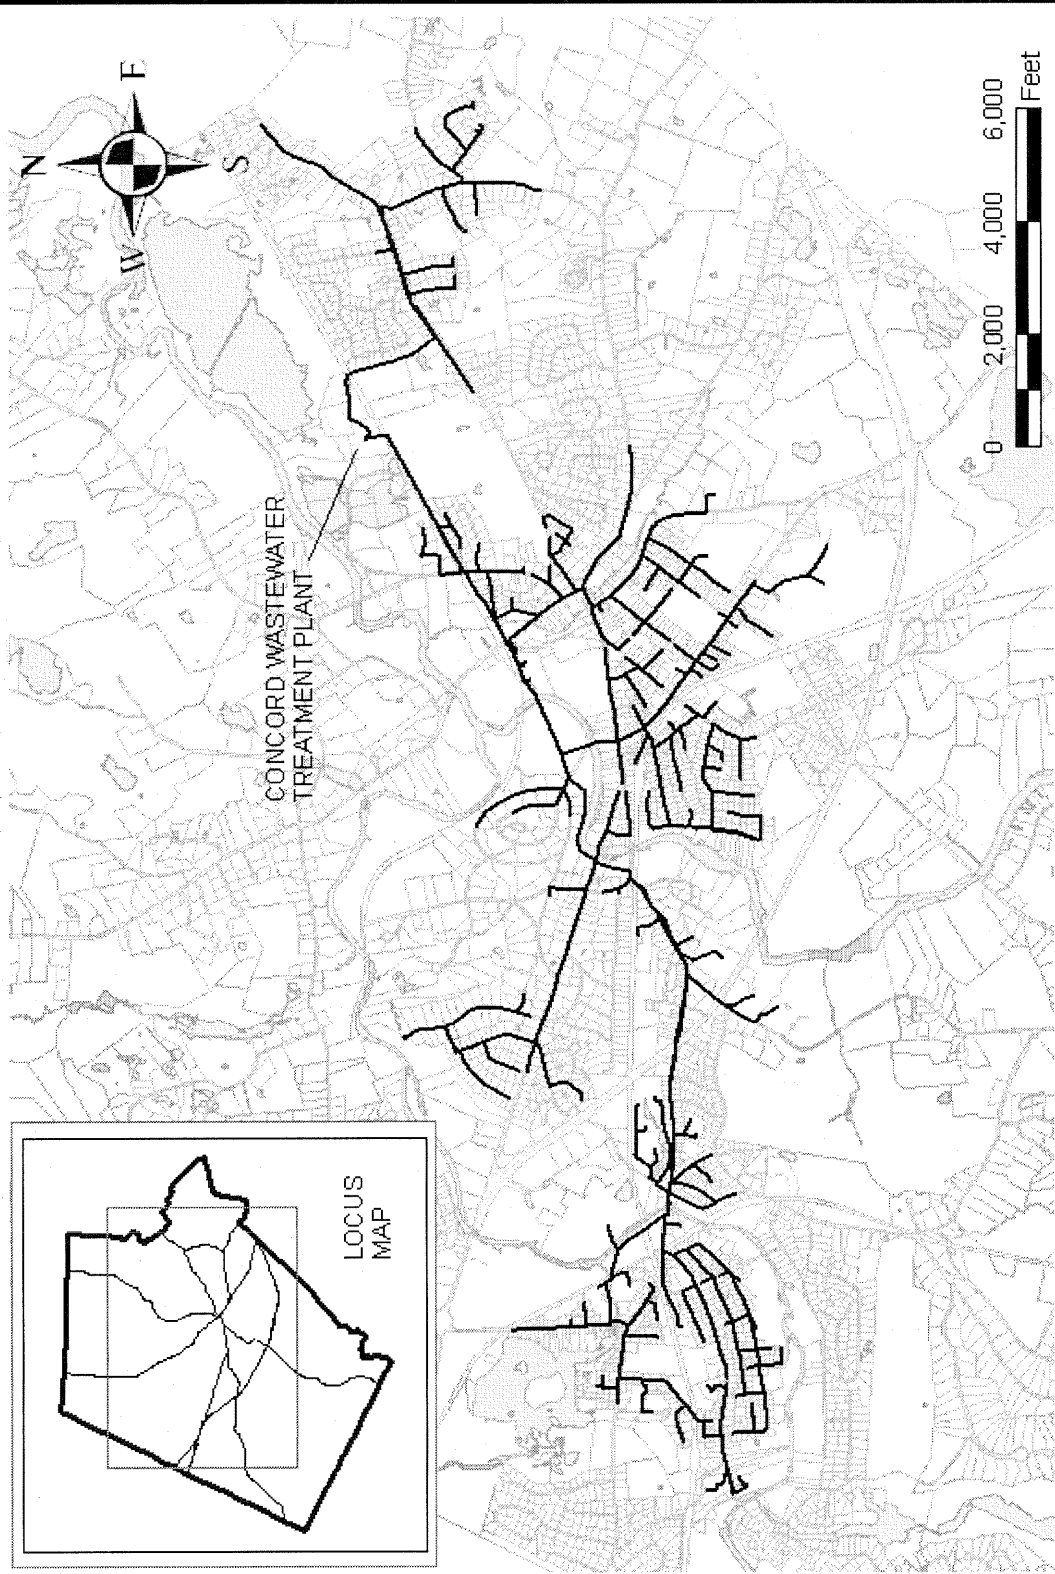 N
E
S
W
CONCORD WASTEWATER
TREATMENT PLANT
LOCUS
MAP
0 2,000 4,000 6,000
Feet